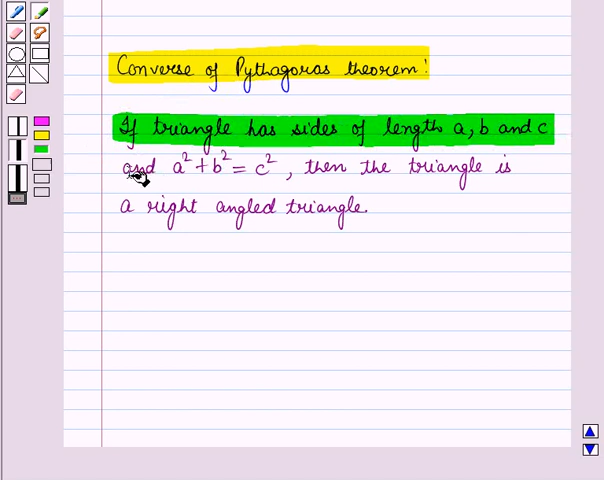 Converse of Pythagoras theorem:
If triangle has sides of length a, b and c
and a² + b² = c², then the triangle is
a right angled triangle.